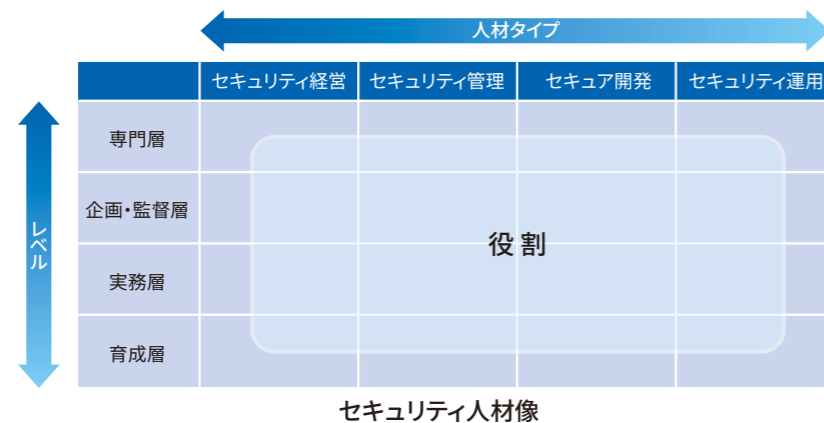 人材タイプ
セキュリティ経営 セキュリティ管理 セキュア開発 セキュリティ運用
レベル
専門層
企画・監督層
役割
実務層
育成層
セキュリティ人材像